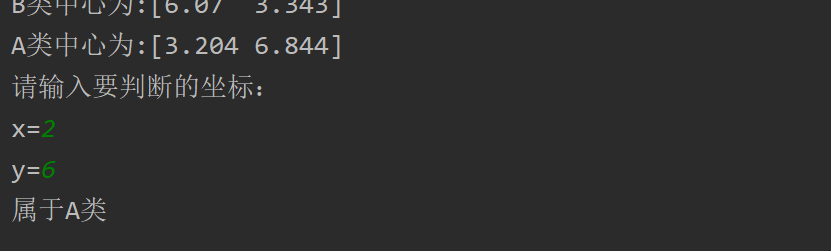 B类中心为:[6.07  3.343]
A类中心为:[3.204 6.844]
请输入要判断的坐标：
x=2
y=6
属于A类